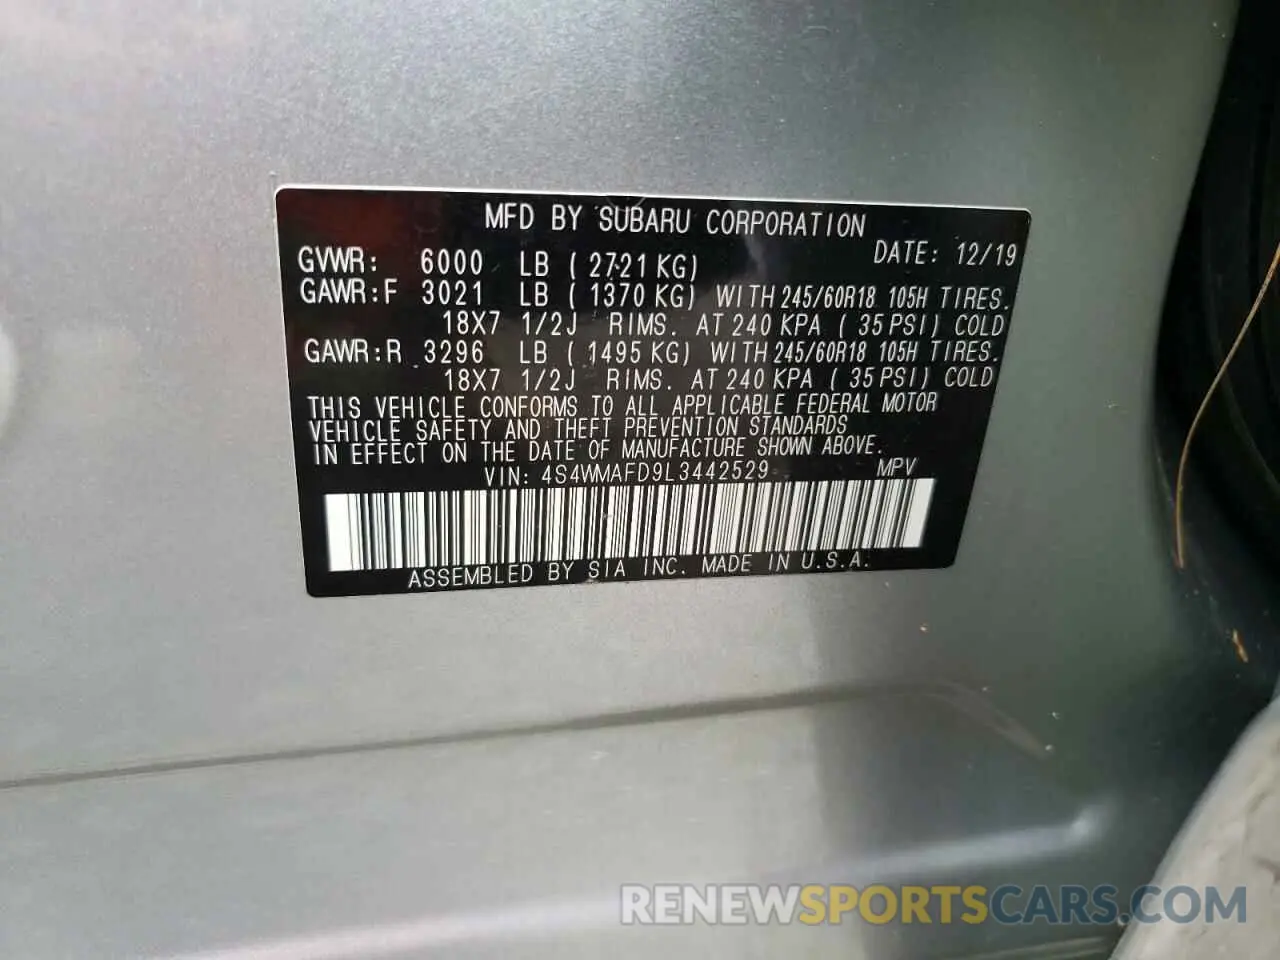 MFD BY SUBARU CORPORATION
DATE: 12/19
GVWR: 6000 LB (2721 KG)
GAWR:F 3021 LB (1370 KG) WITH 245/60R18 105H TIRES.
18X7 1/2J RIMS. AT 240 KPA (35 PSI) COLD
GAWR:R 3296 LB (1495 KG) WITH 245/60R18 105H TIRES.
18X7 1/2J RIMS. AT 240 KPA (35 PSI) COLD
THIS VEHICLE CONFORMS TO ALL APPLICABLE FEDERAL MOTOR
VEHICLE SAFETY AND THEFT PREVENTION STANDARDS
IN EFFECT ON THE DATE OF MANUFACTURE SHOWN ABOVE.
VIN: 4S4WMAFD9L3442529 MPV
ASSEMBLED BY SIA INC. MADE IN U.S.A.
RENEWSPORTSCARS.COM